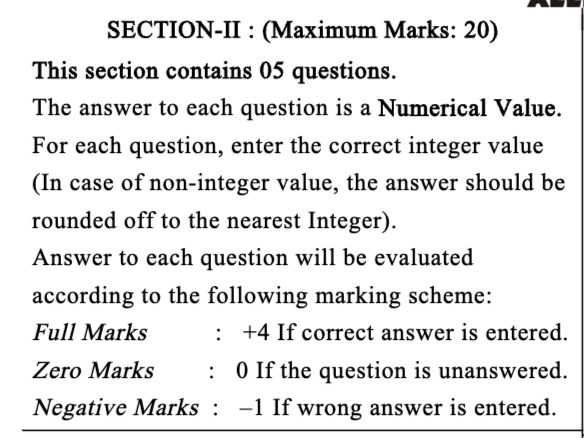 SECTION-II : (Maximum Marks: 20)
This section contains 05 questions.
The answer to each question is a Numerical Value.
For each question, enter the correct integer value
(In case of non-integer value, the answer should be
rounded off to the nearest Integer).
Answer to each question will be evaluated
according to the following marking scheme:
Full Marks : +4 If correct answer is entered.
Zero Marks : 0 If the question is unanswered.
Negative Marks : –1 If wrong answer is entered.